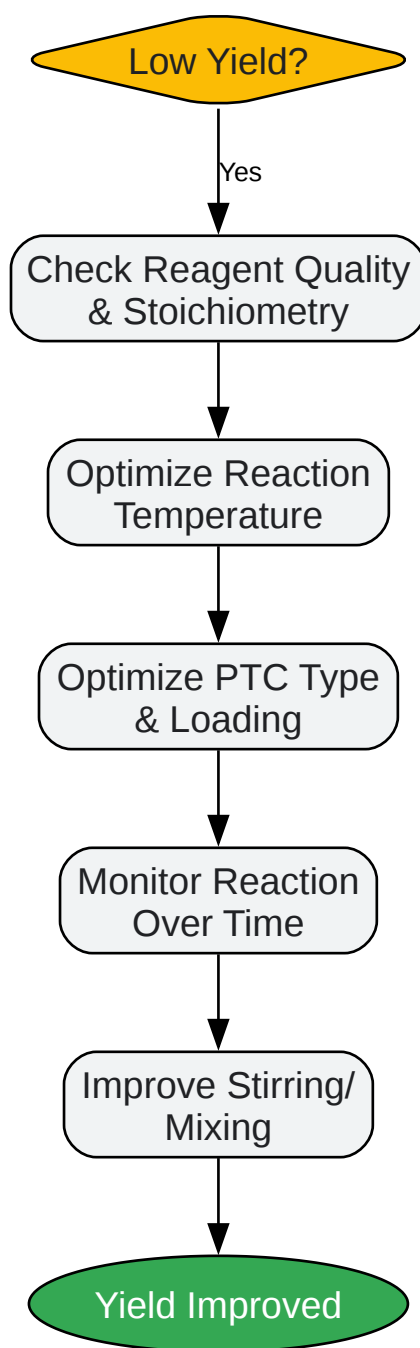 Low Yield?
Yes
Check Reagent Quality
& Stoichiometry
Optimize Reaction
Temperature
Optimize PTC Type
& Loading
Monitor Reaction
Over Time
Improve Stirring/
Mixing
Yield Improved